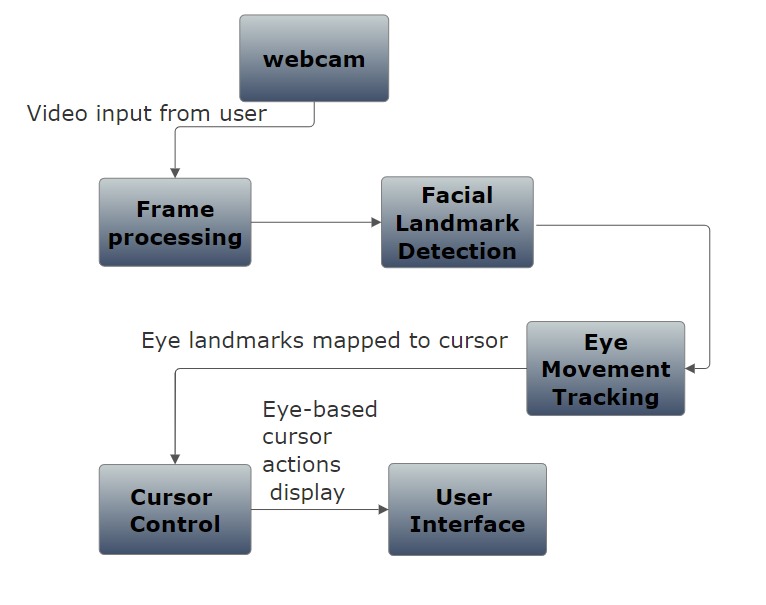 webcam
Video input from user
Frame
processing
Facial
Landmark
Detection
Eye landmarks mapped to cursor
Eye
Movement
Tracking
Eye-based
cursor
actions
display
Cursor
Control
User
Interface